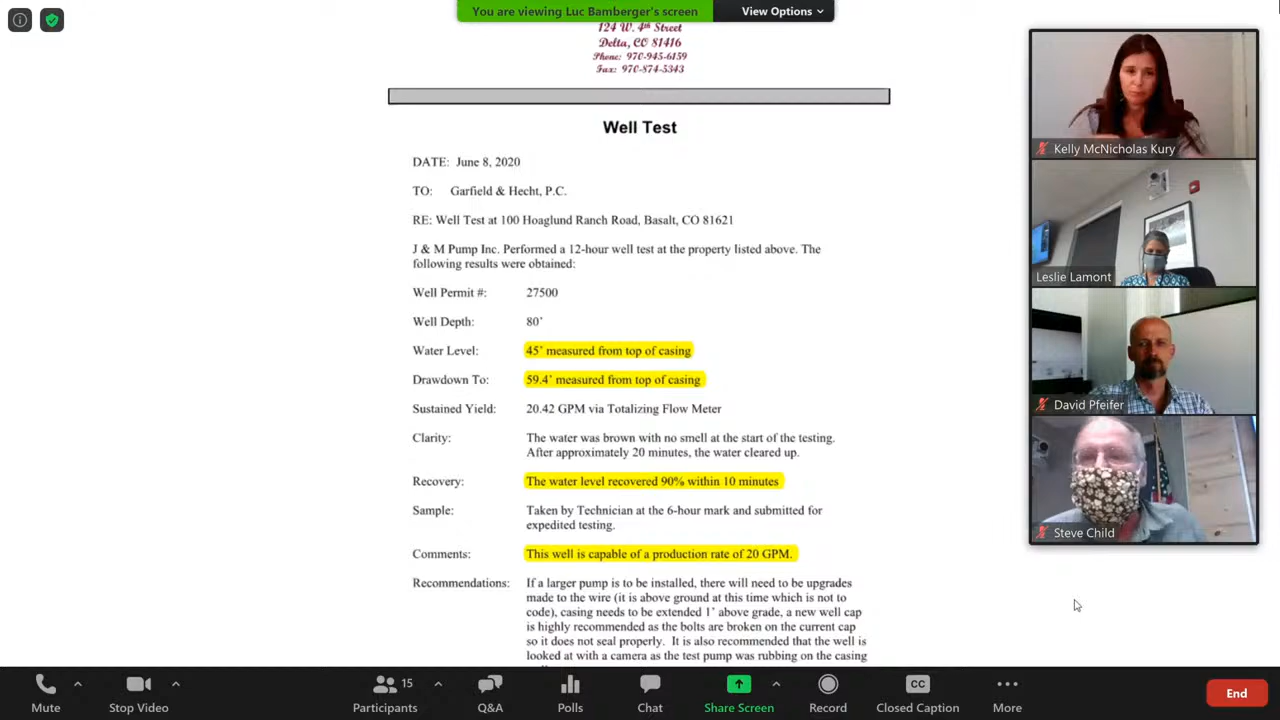 You are viewing Luc Bamberger's screen
View Options
124 W. 4th Street
Delta, CO 81416
Phone: 970-945-6159
Fax: 970-874-5343
Well Test
DATE: June 8, 2020
TO: Garfield & Hecht, P.C.
RE: Well Test at 100 Hoaglund Ranch Road, Basalt, CO 81621
J & M Pump Inc. Performed a 12-hour well test at the property listed above. The
following results were obtained:
Well Permit #: 27500
Well Depth: 80'
Water Level: 45' measured from top of casing
Drawdown To: 59.4' measured from top of casing
Sustained Yield: 20.42 GPM via Totalizing Flow Meter
Clarity: The water was brown with no smell at the start of the testing.
After approximately 20 minutes, the water cleared up.
Recovery: The water level recovered 90% within 10 minutes
Sample: Taken by Technician at the 6-hour mark and submitted for
expedited testing.
Comments: This well is capable of a production rate of 20 GPM.
Recommendations: If a larger pump is to be installed, there will need to be upgrades
made to the wire (it is above ground at this time which is not to
code), casing needs to be extended 1' above grade, a new well cap
is highly recommended as the bolts are broken on the current cap
so it does not seal properly. It is also recommended that the well is
looked at with a camera as the test pump was rubbing on the casing
Kelly McNicholas Kury
Leslie Lamont
David Pfeifer
Steve Child
Mute
Stop Video
15
Participants
Q&A
Polls
Chat
Share Screen
Record
CC
Closed Caption
More
End